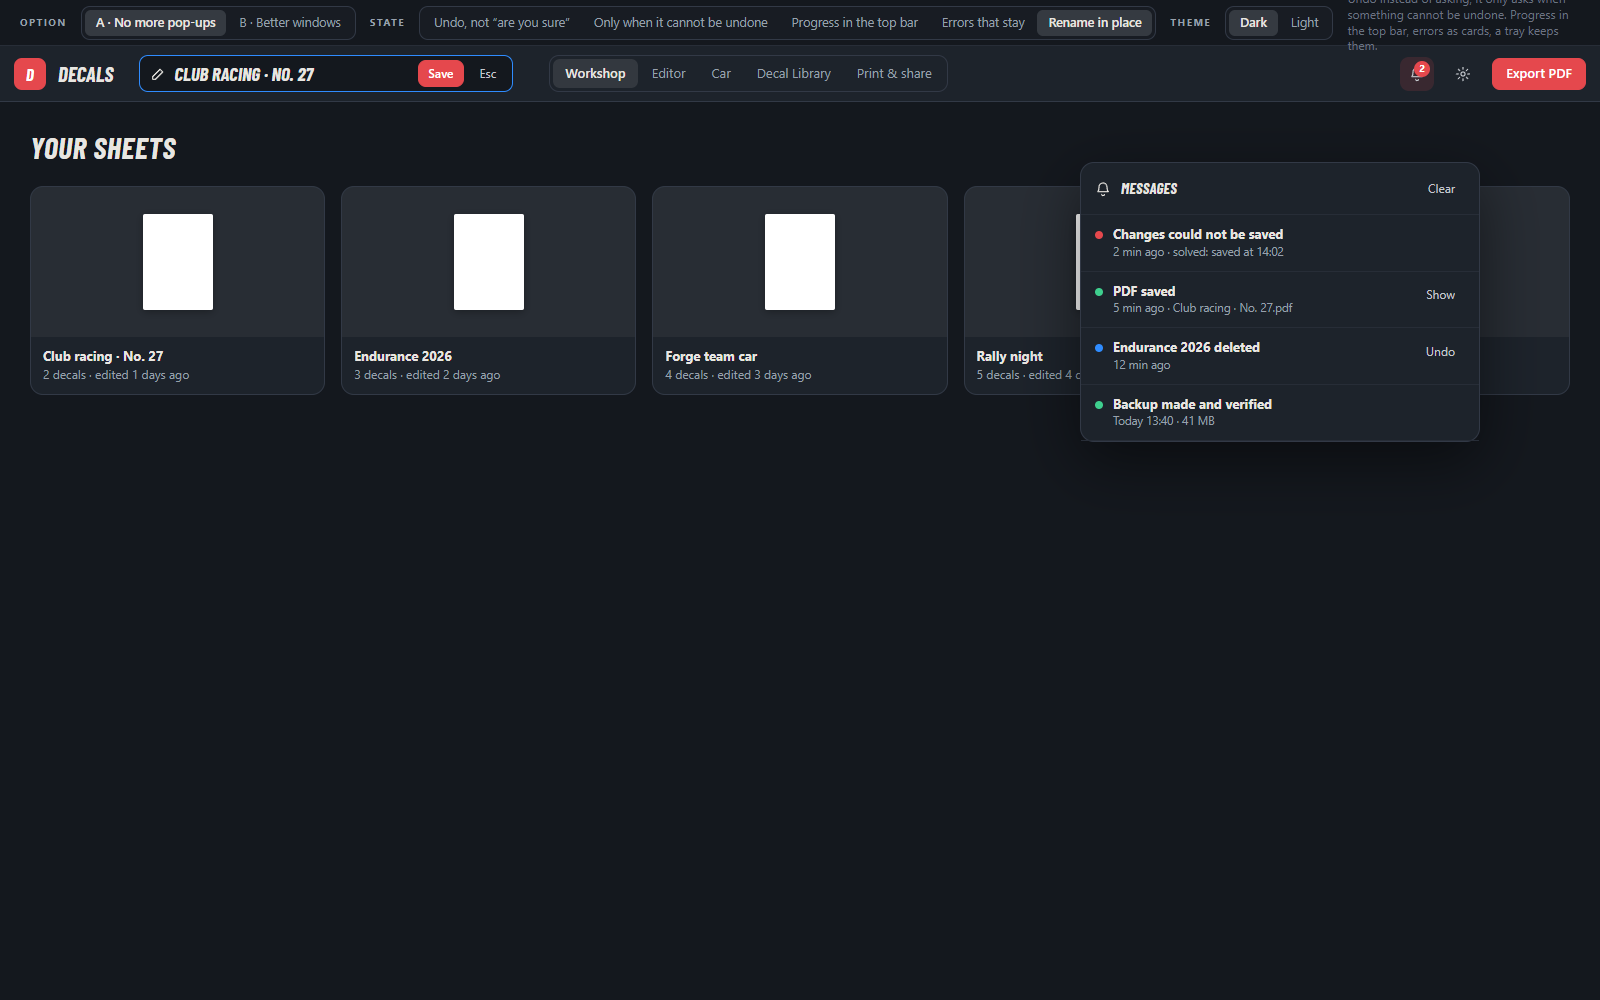 OPTION
A · No more pop-ups
B · Better windows
STATE
Undo, not “are you sure”
Only when it cannot be undone
Progress in the top bar
Errors that stay
Rename in place
THEME
Dark
Light
something cannot be undone. Progress in
the top bar, errors as cards, a tray keeps
them.
D
DECALS
CLUB RACING · NO. 27
Save
Esc
Workshop
Editor
Car
Decal Library
Print & share
2
Export PDF
YOUR SHEETS
Club racing · No. 27
2 decals · edited 1 days ago
Endurance 2026
3 decals · edited 2 days ago
Forge team car
4 decals · edited 3 days ago
Rally night
5 decals · edited 4
MESSAGES
Clear
Changes could not be saved
2 min ago · solved: saved at 14:02
PDF saved
5 min ago · Club racing · No. 27.pdf
Show
Endurance 2026 deleted
12 min ago
Undo
Backup made and verified
Today 13:40 · 41 MB